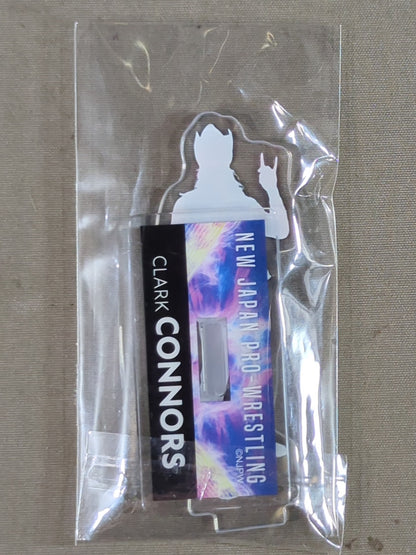 NEW JAPAN PRO-WRESTLING
©NJPW
CLARK CONNORS